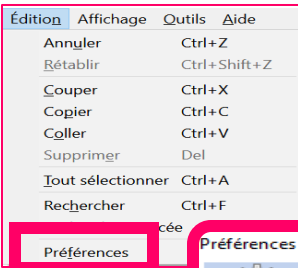 Édition Affichage Outils Aide
Annuler Ctrl+Z
Rétablir Ctrl+Shift+Z
Couper Ctrl+X
Copier Ctrl+C
Coller Ctrl+V
Supprimer Del
Tout sélectionner Ctrl+A
Rechercher Ctrl+F
Préférences
Préférences